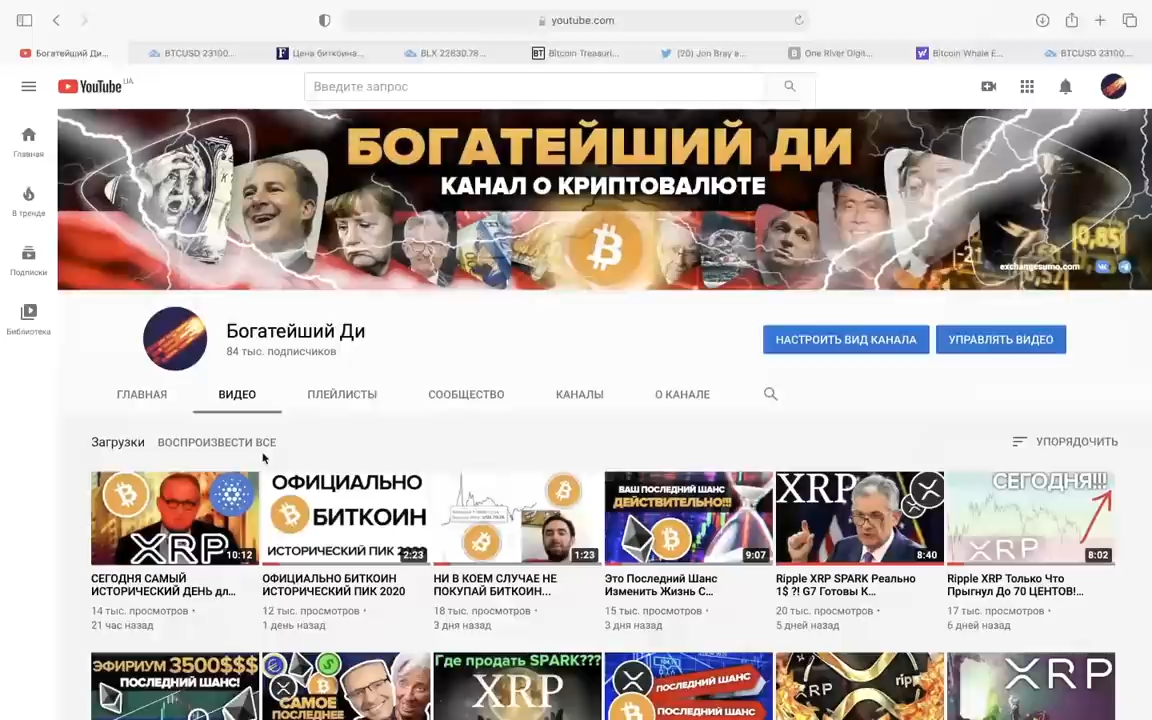 youtube.com
Богатейший Ди...
BTCUSD 23100...
Цена биткоина...
BLX 22830.78...
Bitcoin Treasuri...
(20) Jon Bray в...
One River Digit...
Bitcoin Whale E...
BTCUSD 23100...
YouTube UA
Введите запрос
Главная
В тренде
Подписки
Библиотека
БОГАТЕЙШИЙ ДИ
КАНАЛ О КРИПТОВАЛЮТЕ
0,85
-21
exchangesumo.com
Богатейший Ди
84 тыс. подписчиков
НАСТРОИТЬ ВИД КАНАЛА
УПРАВЛЯТЬ ВИДЕО
ГЛАВНАЯ
ВИДЕО
ПЛЕЙЛИСТЫ
СООБЩЕСТВО
КАНАЛЫ
О КАНАЛЕ
Загрузки
ВОСПРОИЗВЕСТИ ВСЕ
УПОРЯДОЧИТЬ
XRP
10:12
СЕГОДНЯ САМЫЙ
ИСТОРИЧЕСКИЙ ДЕНЬ дл...
14 тыс. просмотров •
21 час назад
ОФИЦИАЛЬНО
БИТКОИН
ИСТОРИЧЕСКИЙ ПИК
2:23
ОФИЦИАЛЬНО БИТКОИН
ИСТОРИЧЕСКИЙ ПИК 2020
12 тыс. просмотров •
1 день назад
1:23
НИ В КОЕМ СЛУЧАЕ НЕ
ПОКУПАЙ БИТКОИН...
18 тыс. просмотров •
3 дня назад
ВАШ ПОСЛЕДНИЙ ШАНС
ДЕЙСТВИТЕЛЬНО!!!
9:07
Это Последний Шанс
Изменить Жизнь С...
15 тыс. просмотров •
3 дня назад
XRP
8:40
Ripple XRP SPARK Реально
1$ ?! G7 Готовы К...
20 тыс. просмотров •
5 дней назад
СЕГОДНЯ!!!
XRP
8:02
Ripple XRP Только Что
Прыгнул До 70 ЦЕНТОВ!...
17 тыс. просмотров •
6 дней назад
ЭФИРИУМ 3500$$$
ПОСЛЕДНИЙ ШАНС!
САМОЕ
ПОСЛЕДНЕЕ
Где продать SPARK???
XRP
ПОСЛЕДНИЙ ШАНС
ПОСЛЕДНИЙ ШАНС
XRP
ripp
XRP